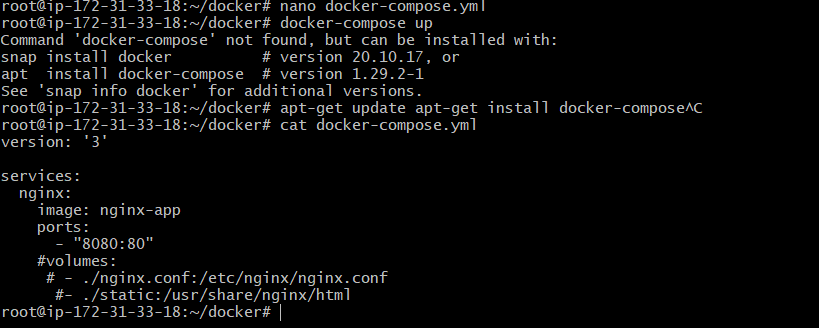 root@ip-172-31-33-18:~/docker# nano docker-compose.yml
root@ip-172-31-33-18:~/docker# docker-compose up
Command 'docker-compose' not found, but can be installed with:
snap install docker          # version 20.10.17, or
apt  install docker-compose  # version 1.29.2-1
See 'snap info docker' for additional versions.
root@ip-172-31-33-18:~/docker# apt-get update apt-get install docker-compose^C
root@ip-172-31-33-18:~/docker# cat docker-compose.yml
version: '3'

services:
  nginx:
    image: nginx-app
    ports:
      - "8080:80"
    #volumes:
     # - ./nginx.conf:/etc/nginx/nginx.conf
      #- ./static:/usr/share/nginx/html
root@ip-172-31-33-18:~/docker#